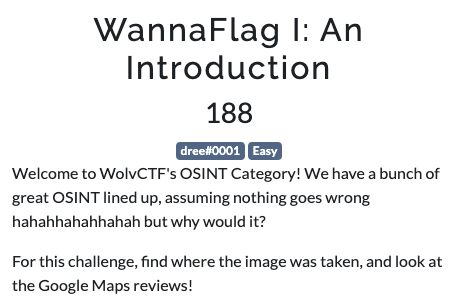 WannaFlag I: An
Introduction
188
dree#0001 Easy
Welcome to WolvCTF's OSINT Category! We have a bunch of
great OSINT lined up, assuming nothing goes wrong
hahahhahahhahah but why would it?
For this challenge, find where the image was taken, and look at
the Google Maps reviews!